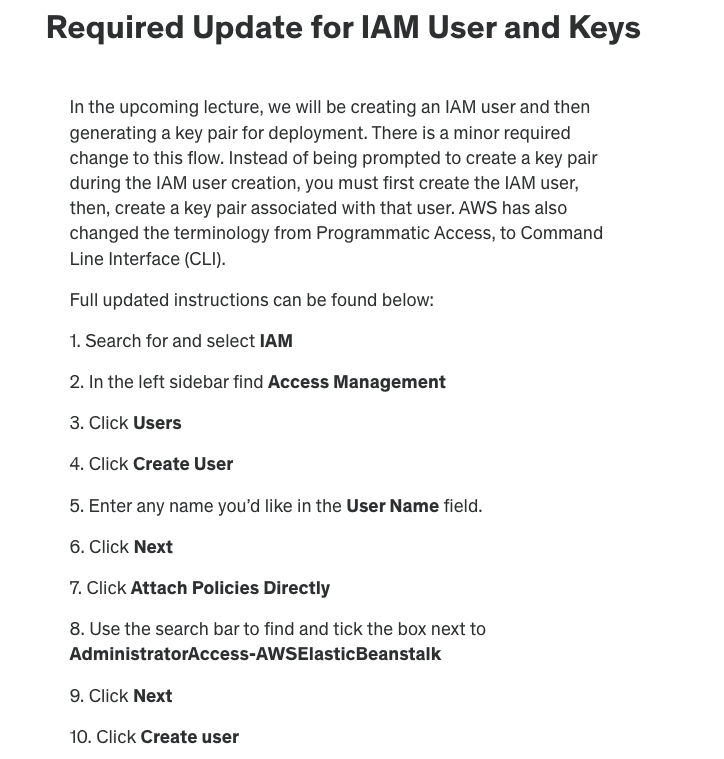 Required Update for IAM User and Keys
In the upcoming lecture, we will be creating an IAM user and then
generating a key pair for deployment. There is a minor required
change to this flow. Instead of being prompted to create a key pair
during the IAM user creation, you must first create the IAM user,
then, create a key pair associated with that user. AWS has also
changed the terminology from Programmatic Access, to Command
Line Interface (CLI).
Full updated instructions can be found below:
1. Search for and select IAM
2. In the left sidebar find Access Management
3. Click Users
4. Click Create User
5. Enter any name you’d like in the User Name field.
6. Click Next
7. Click Attach Policies Directly
8. Use the search bar to find and tick the box next to
AdministratorAccess-AWSElasticBeanstalk
9. Click Next
10. Click Create user